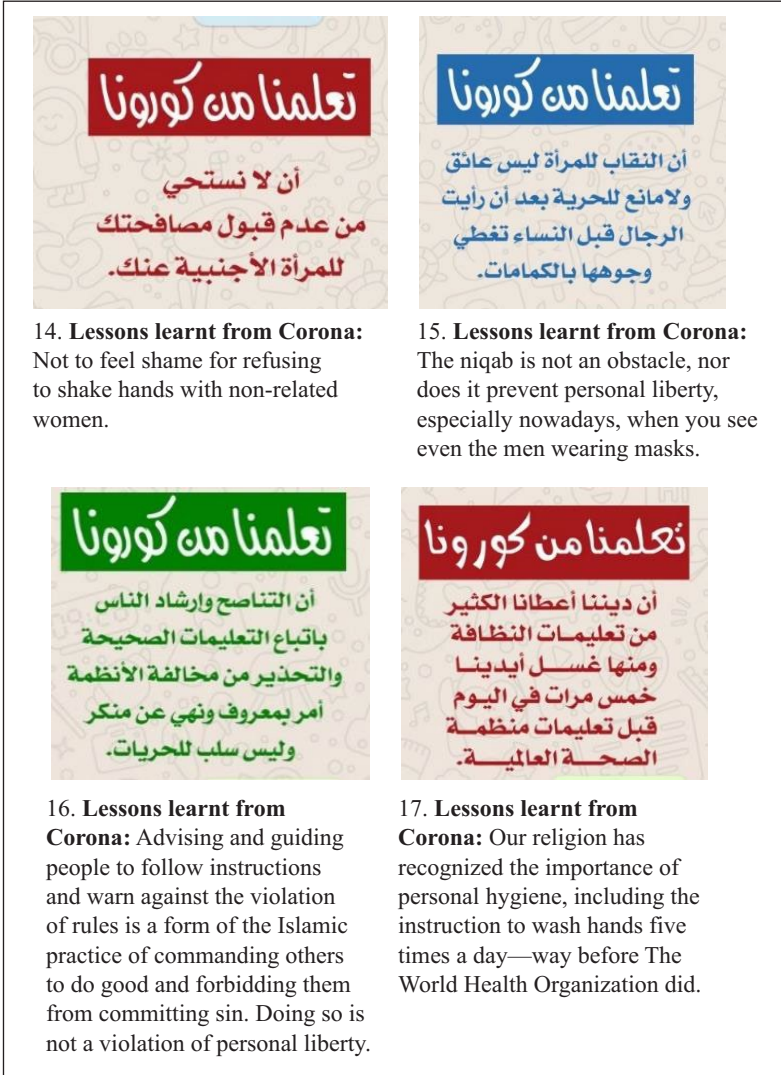 تعلمنا من كورونا
أن لا نستحي
من عدم قبول مصافحتك
للمرأة الأجنبية عنك.
14. Lessons learnt from Corona:
Not to feel shame for refusing
to shake hands with non-related
women.
تعلمنا من كورونا
أن النقاب للمرأة ليس عائق
ولامانع للحرية بعد أن رأيت
الرجال قبل النساء تغطي
وجوهها بالكمامات.
15. Lessons learnt from Corona:
The niqab is not an obstacle, nor
does it prevent personal liberty,
especially nowadays, when you see
even the men wearing masks.
تعلمنا من كورونا
أن التناصح وإرشاد الناس
باتباع التعليمات الصحيحة
والتحذير من مخالفة الأنظمة
أمر بمعروف ونهي عن منكر
وليس سلب للحريات.
16. Lessons learnt from
Corona: Advising and guiding
people to follow instructions
and warn against the violation
of rules is a form of the Islamic
practice of commanding others
to do good and forbidding them
from committing sin. Doing so is
not a violation of personal liberty.
تعلمنا من كورونا
أن ديننا أعطانا الكثير
من تعليمات النظافة
ومنها غسل أيدينا
خمس مرات في اليوم
قبل تعليمات منظمة
الصحة العالمية.
17. Lessons learnt from
Corona: Our religion has
recognized the importance of
personal hygiene, including the
instruction to wash hands five
times a day—way before The
World Health Organization did.